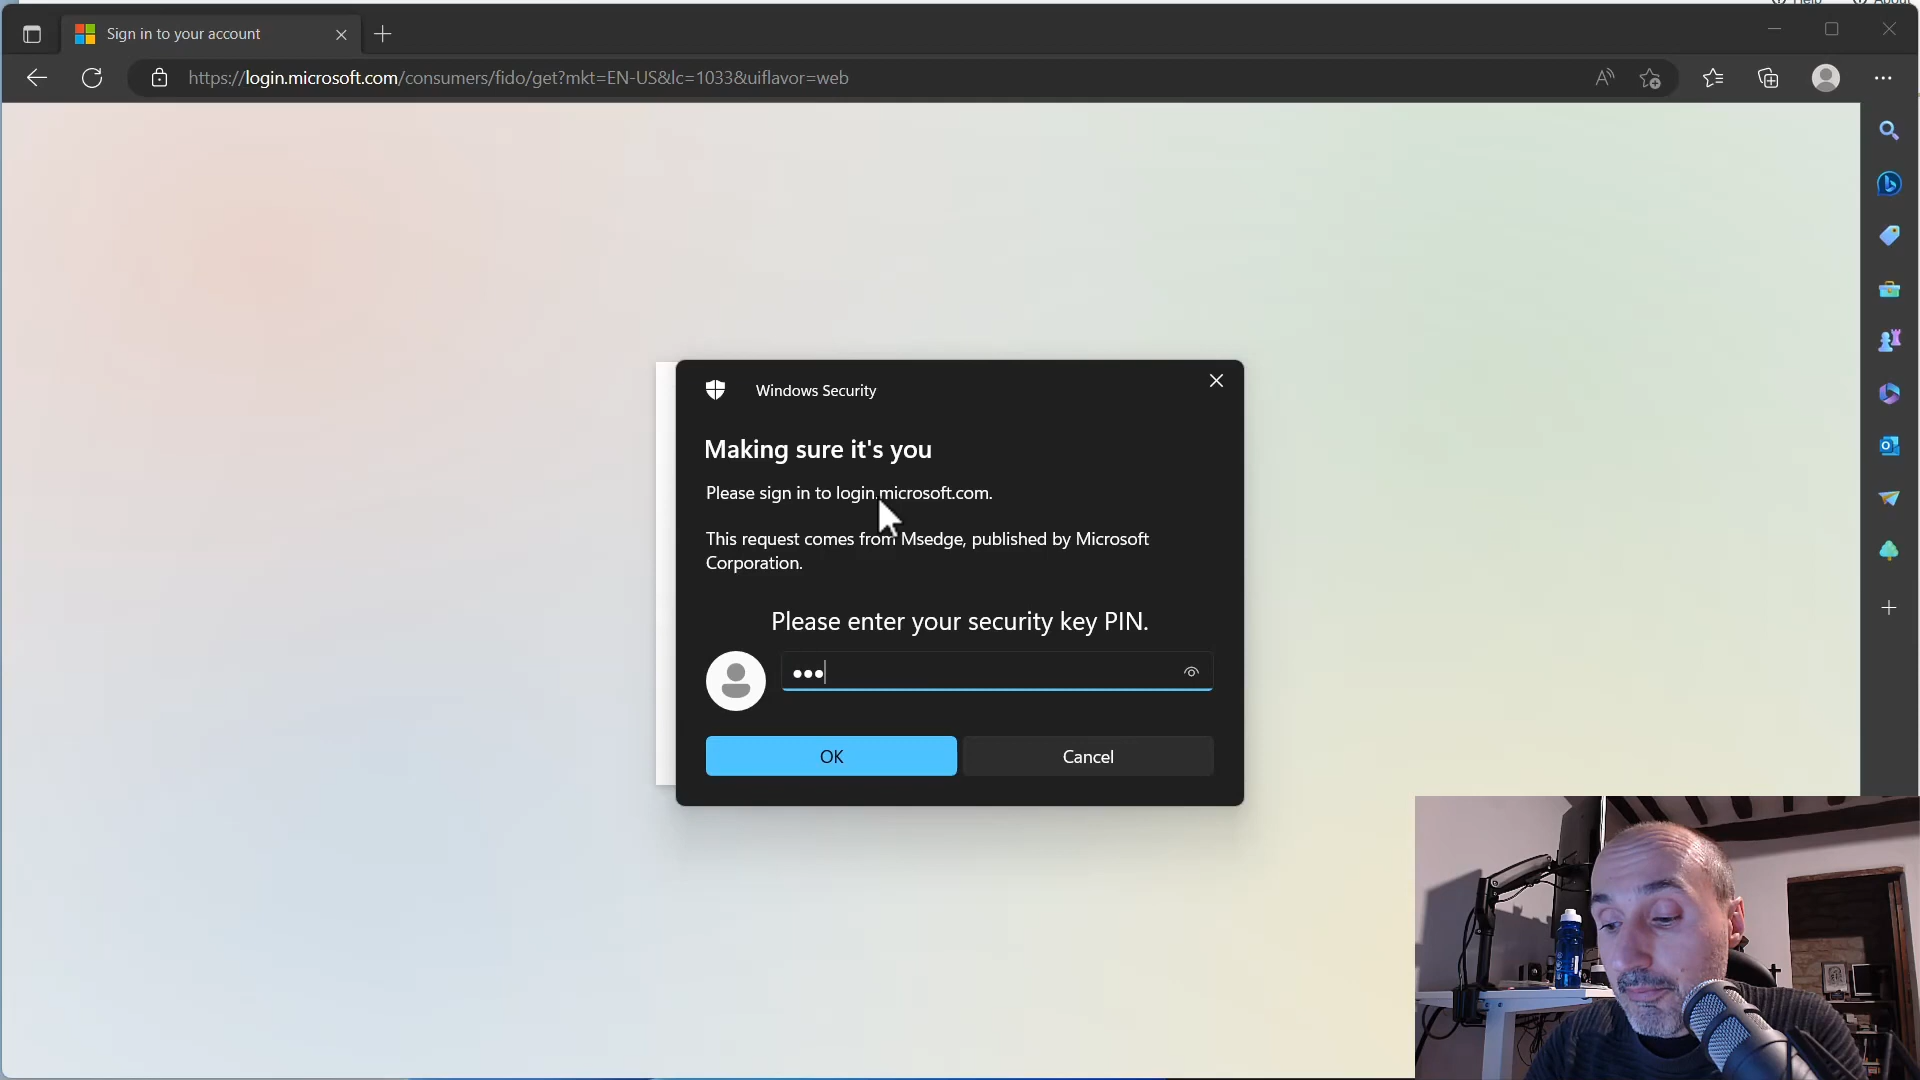 Sign in to your account
https://login.microsoft.com/consumers/fido/get?mkt=EN-US&lc=1033&uiflavor=web
Windows Security
Making sure it's you
Please sign in to login.microsoft.com.
This request comes from Msedge, published by Microsoft
Corporation.
Please enter your security key PIN.
OK
Cancel